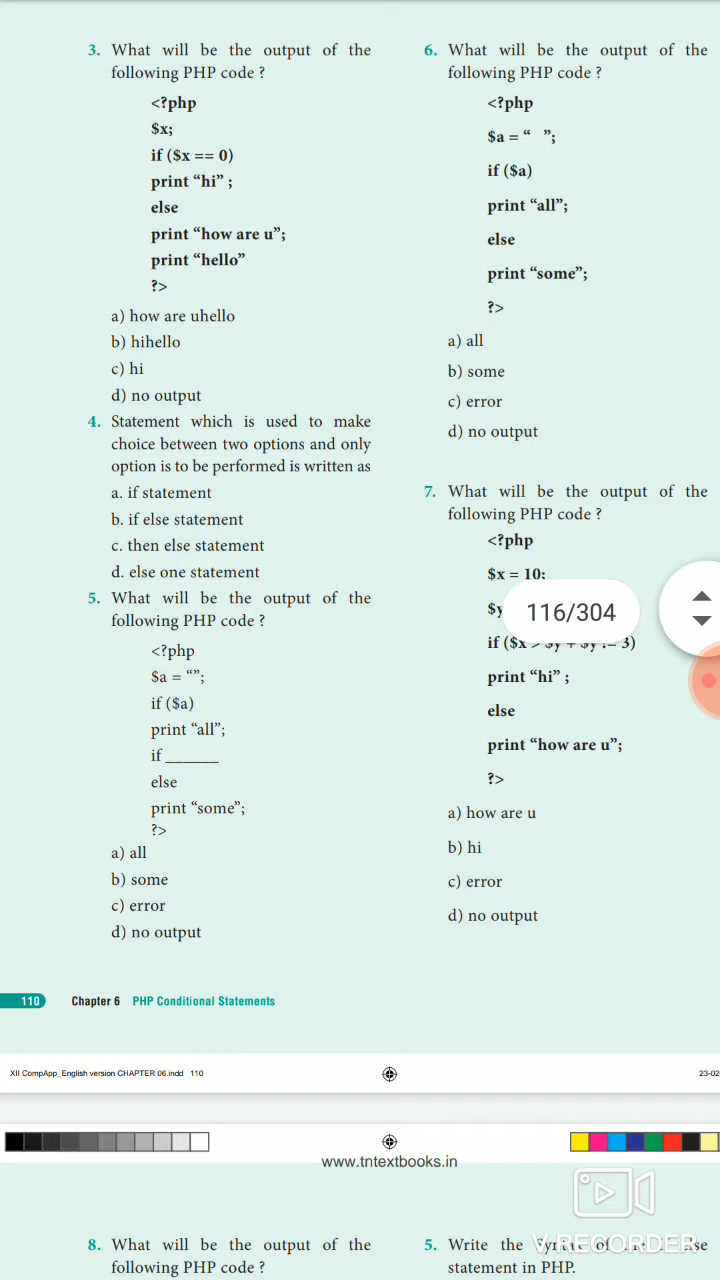 3. What will be the output of the
following PHP code ?
<?php
$x;
if ($x == 0)
print “hi” ;
else
print “how are u”;
print “hello”
?>
a) how are uhello
b) hihello
c) hi
d) no output
4. Statement which is used to make
choice between two options and only
option is to be performed is written as
a. if statement
b. if else statement
c. then else statement
d. else one statement
5. What will be the output of the
following PHP code ?
<?php
$a = “”;
if ($a)
print “all”;
if ______
else
print “some”;
?>
a) all
b) some
c) error
d) no output
6. What will be the output of the
following PHP code ?
<?php
$a = “ ”;
if ($a)
print “all”;
else
print “some”;
?>
a) all
b) some
c) error
d) no output
7. What will be the output of the
following PHP code ?
<?php
$x = 10;
$y
116/304
if ($x > $y + $y != 3)
print “hi” ;
else
print “how are u”;
?>
a) how are u
b) hi
c) error
d) no output
110 Chapter 6 PHP Conditional Statements
XII CompApp_English version CHAPTER 06.indd 110 23-02
www.tntextbooks.in
8. What will be the output of the
following PHP code ?
5. Write the Syntax of
statement in PHP.
V RECORDER